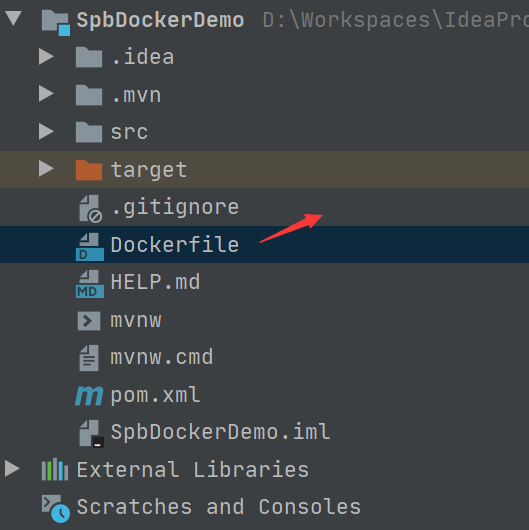 SpbDockerDemo D:\Workspaces\IdeaPro
.idea
.mvn
src
target
.gitignore
Dockerfile
HELP.md
mvnw
mvnw.cmd
pom.xml
SpbDockerDemo.iml
External Libraries
Scratches and Consoles